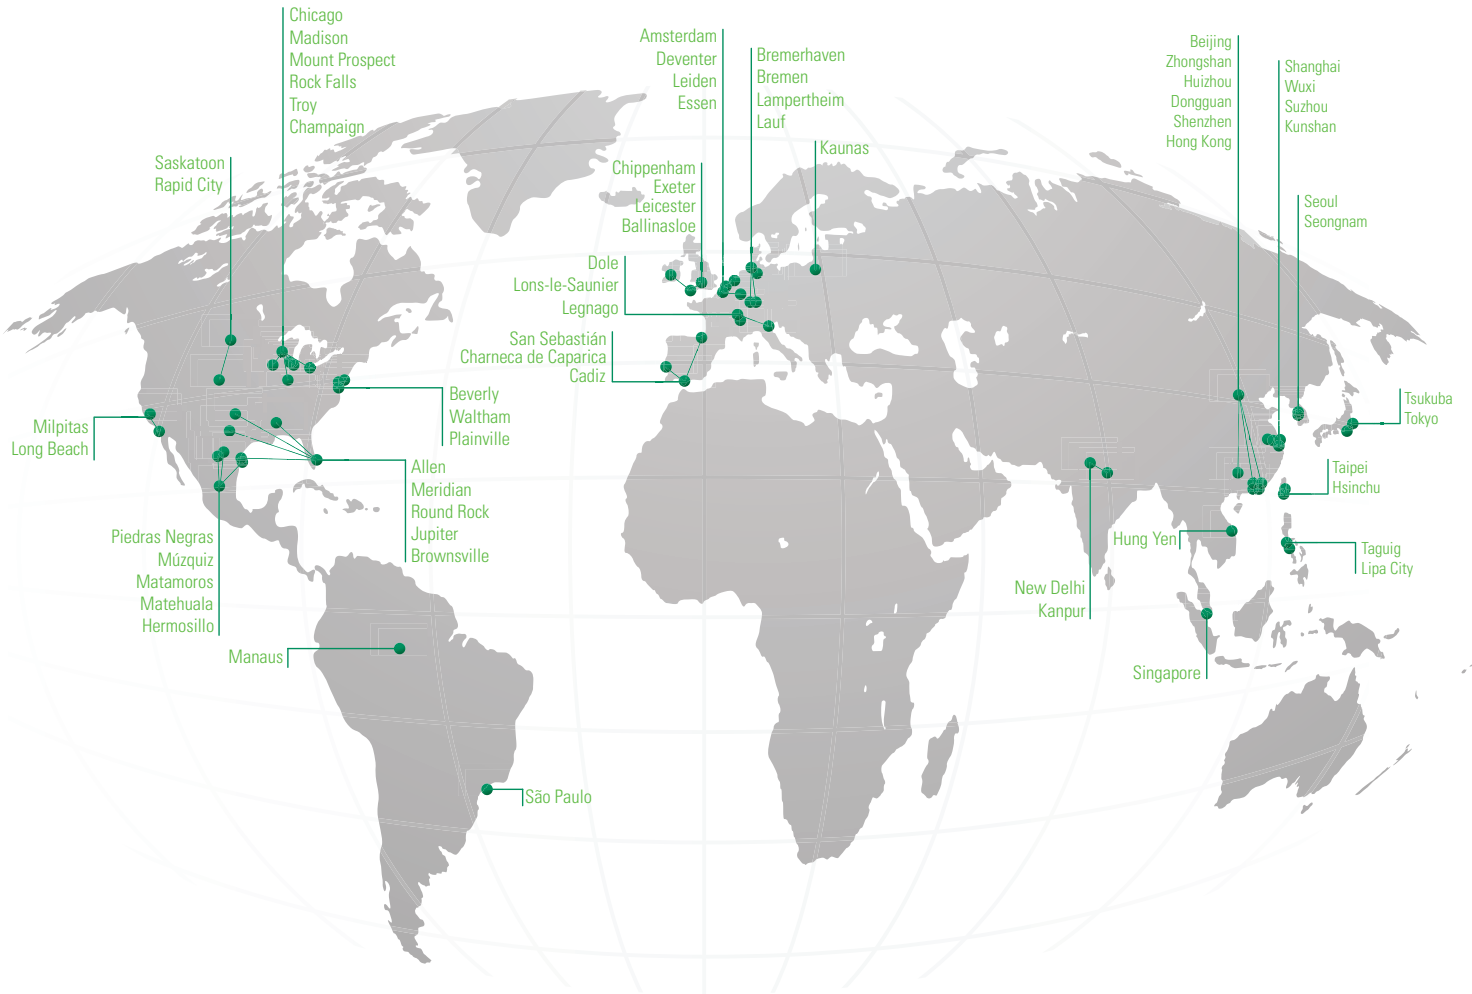 Chicago
Madison
Mount Prospect
Rock Falls
Troy
Champaign
Saskatoon
Rapid City
Milpitas
Long Beach
Beverly
Waltham
Plainville
Allen
Meridian
Round Rock
Jupiter
Brownsville
Piedras Negras
Múzquiz
Matamoros
Matehuala
Hermosillo
Manaus
São Paulo
Amsterdam
Deventer
Leiden
Essen
Bremerhaven
Bremen
Lampertheim
Lauf
Kaunas
Chippenham
Exeter
Leicester
Ballinasloe
Dole
Lons-le-Saunier
Legnago
San Sebastián
Charneca de Caparica
Cadiz
Beijing
Zhongshan
Huizhou
Dongguan
Shenzhen
Hong Kong
Shanghai
Wuxi
Suzhou
Kunshan
Seoul
Seongnam
Tsukuba
Tokyo
Taipei
Hsinchu
Hung Yen
Taguig
Lipa City
New Delhi
Kanpur
Singapore